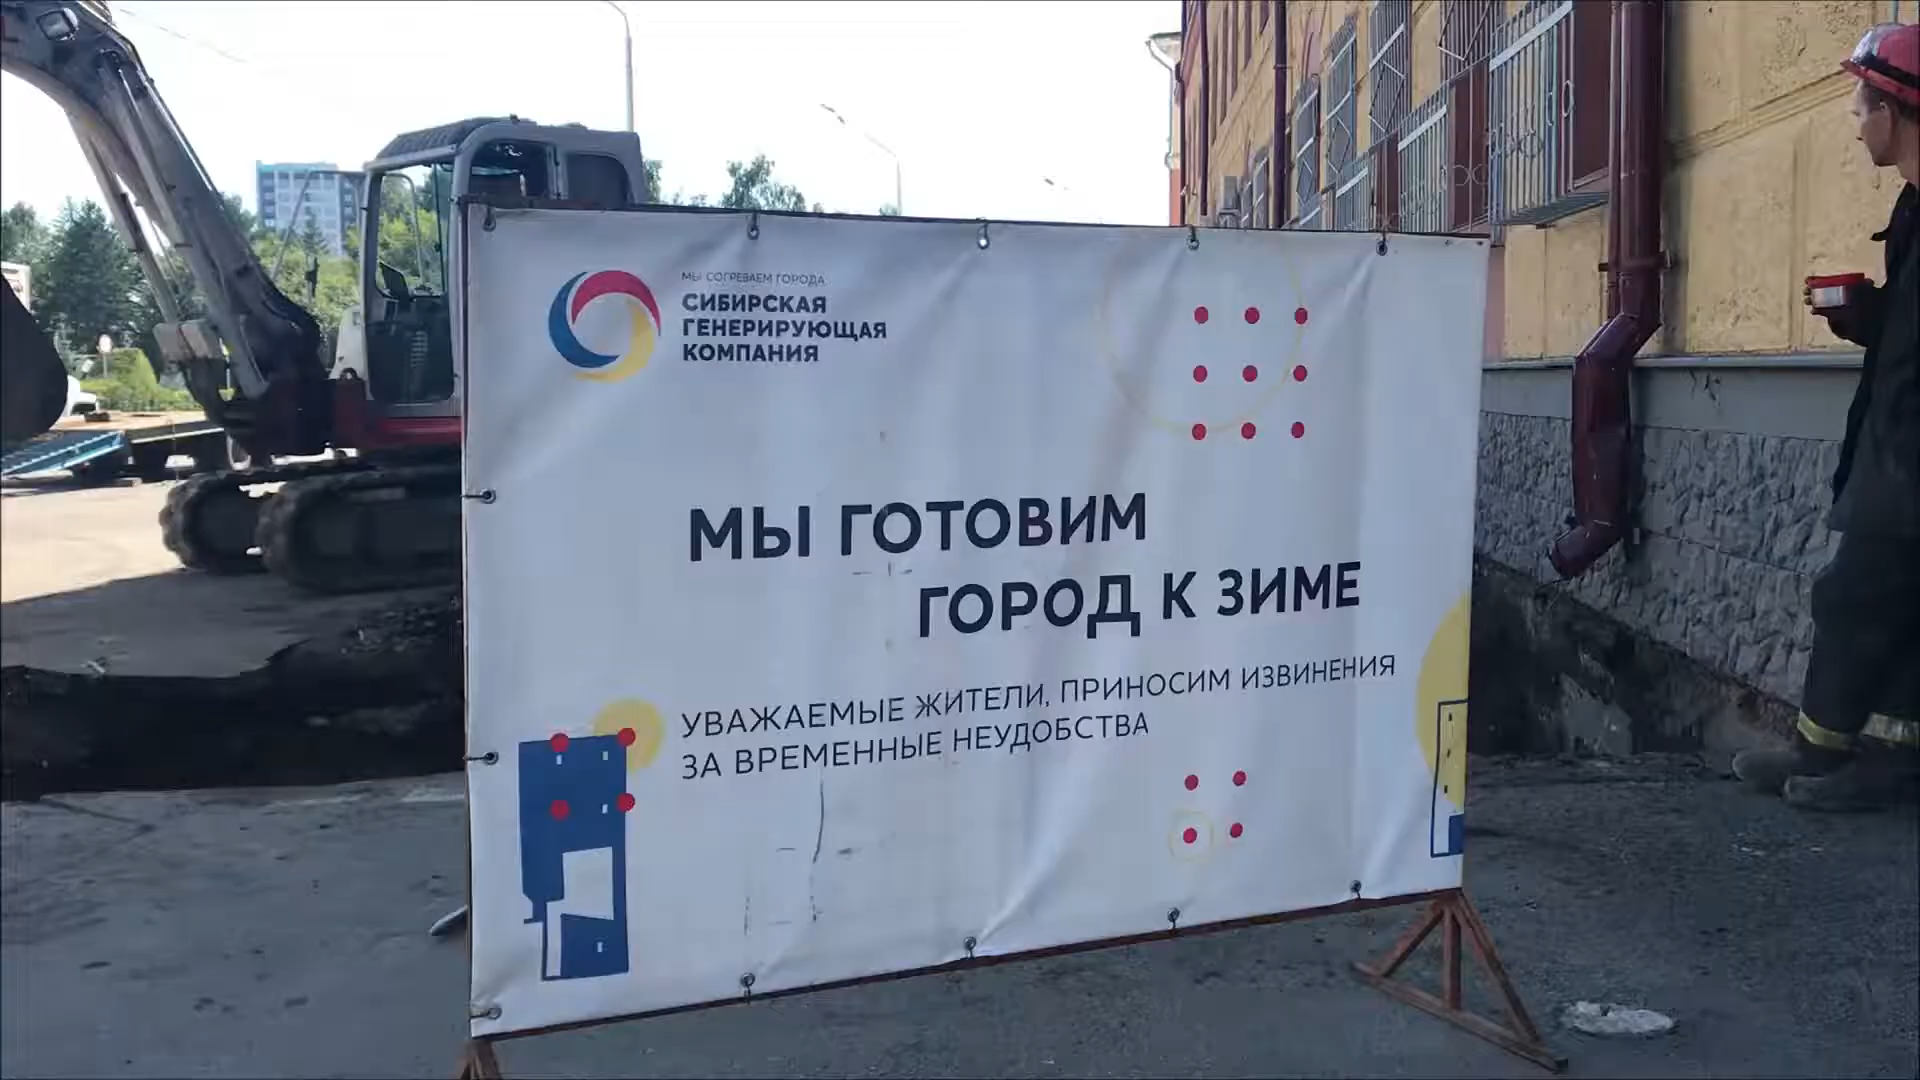 МЫ СОГРЕВАЕМ ГОРОДА
СИБИРСКАЯ
ГЕНЕРИРУЮЩАЯ
КОМПАНИЯ
МЫ ГОТОВИМ
ГОРОД К ЗИМЕ
УВАЖАЕМЫЕ ЖИТЕЛИ, ПРИНОСИМ ИЗВИНЕНИЯ
ЗА ВРЕМЕННЫЕ НЕУДОБСТВА